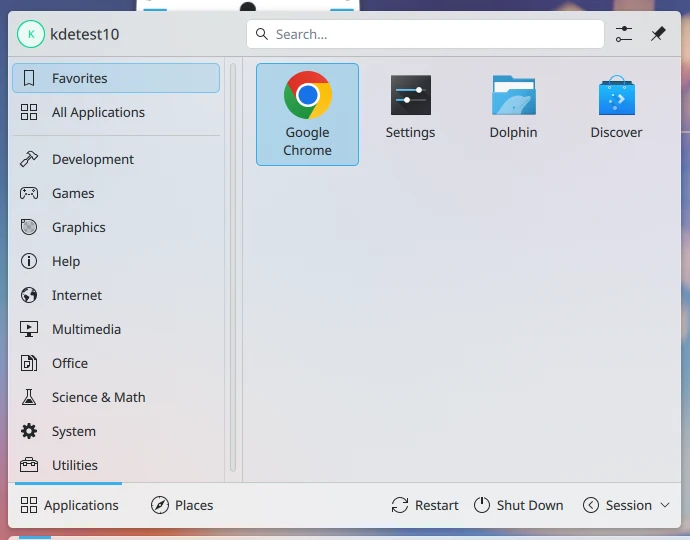 K
kdetest10
Search...
Favorites
All Applications
Development
Games
Graphics
Help
Internet
Multimedia
Office
Science & Math
System
Utilities
Google
Chrome
Settings
Dolphin
Discover
Applications
Places
Restart
Shut Down
Session